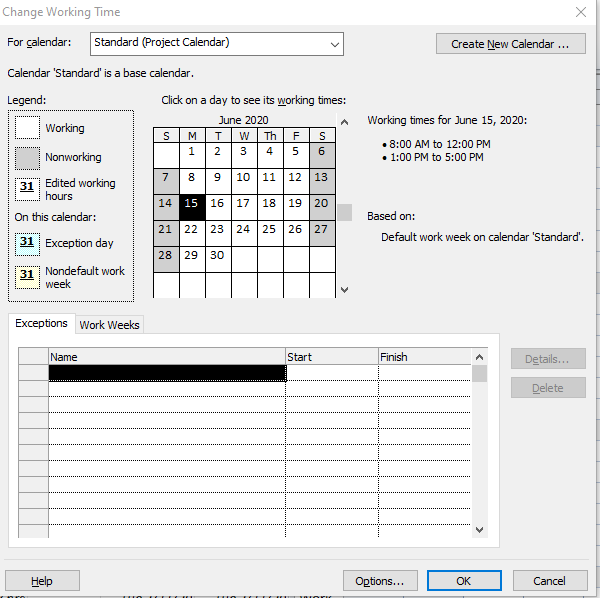 Change Working Time
For calendar: Standard (Project Calendar)
Create New Calendar ...
Calendar 'Standard' is a base calendar.
Legend:
Working
Nonworking
31 Edited working
hours
On this calendar:
31 Exception day
31 Nondefault work
week
Click on a day to see its working times:
June 2020
S M T W Th F S
1 2 3 4 5 6
7 8 9 10 11 12 13
14 15 16 17 18 19 20
21 22 23 24 25 26 27
28 29 30
Working times for June 15, 2020:
• 8:00 AM to 12:00 PM
• 1:00 PM to 5:00 PM
Based on:
Default work week on calendar 'Standard'.
Exceptions Work Weeks
Name Start Finish
Details...
Delete
Help Options... OK Cancel